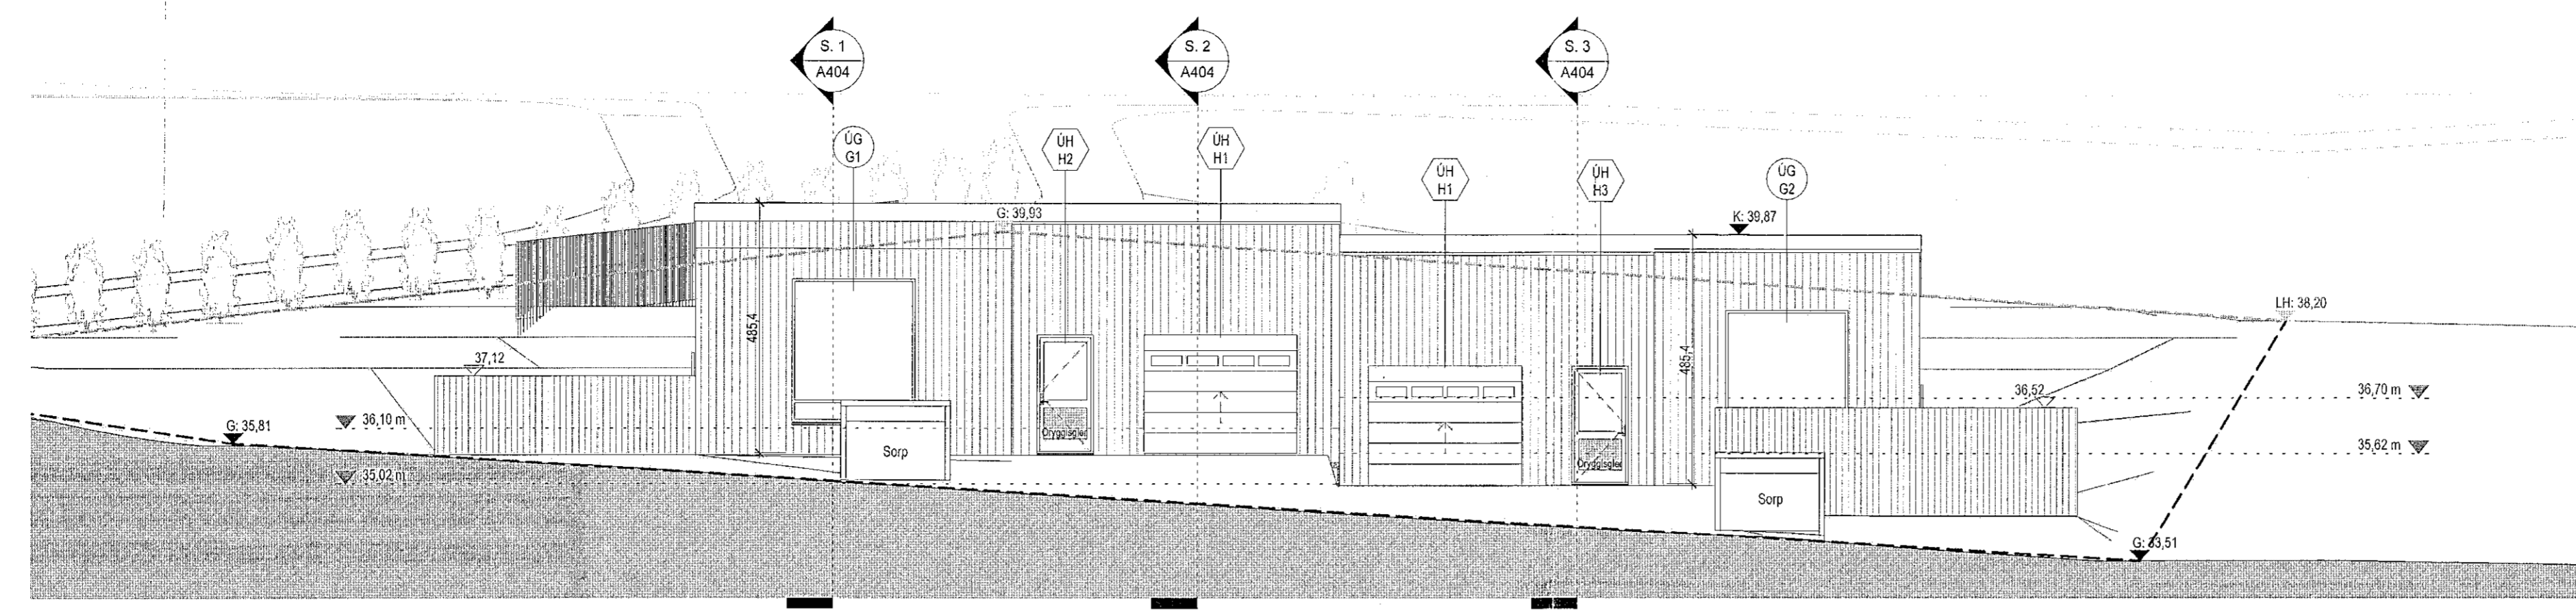 S. 1
A404
S. 2
A404
S. 3
A404
ÚG
G1
ÚH
H2
ÚH
H1
ÚH
H1
ÚH
H3
ÚG
G2
G: 39,93
K: 39,87
LH: 38,20
485,4
485,4
37,12
36,52
36,70 m
G: 35,81
36,10 m
Öryggisgler
Sorp
35,62 m
Öryggisgler
35,02 m
Sorp
G: 33,51